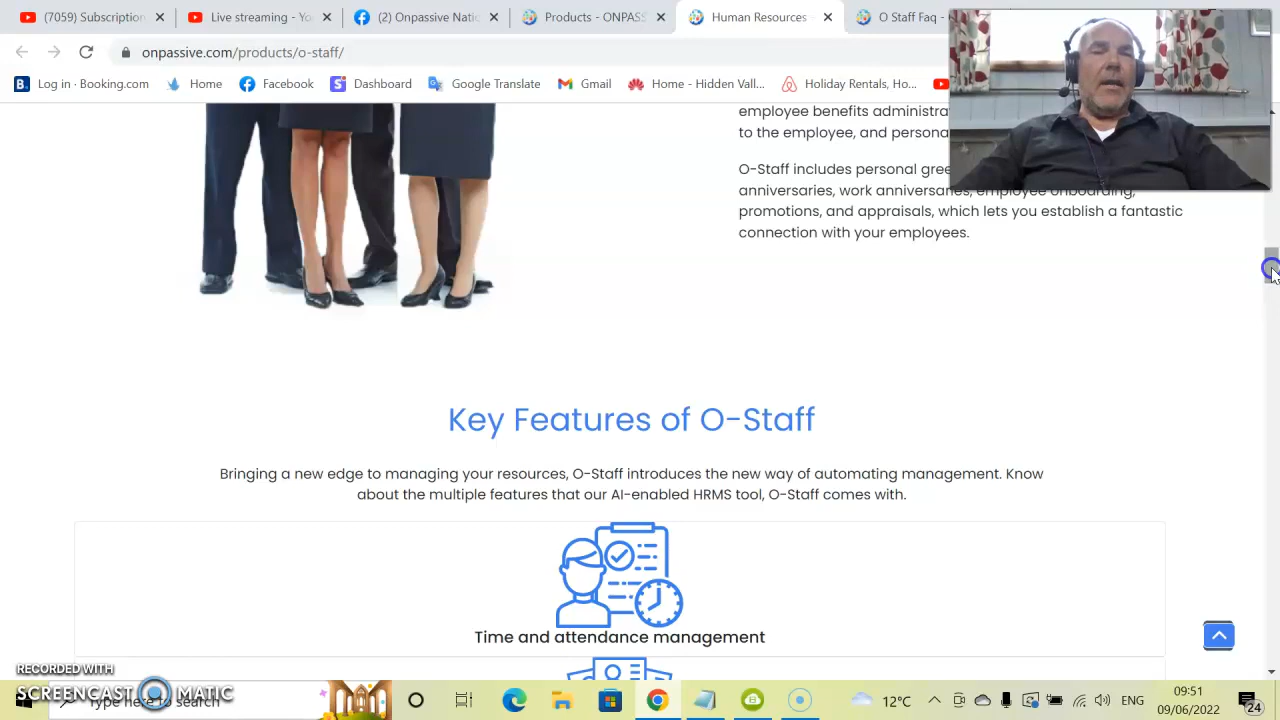 (7059) Subscription
Live streaming - Yo
(2) Onpassive Natio
Products - ONPASS
Human Resources
O Staff Faq -
onpassive.com/products/o-staff/
Log in · Booking.com
Home
Facebook
Dashboard
Google Translate
Gmail
Home - Hidden Vall...
Holiday Rentals, Ho...
employee benefits administra
to the employee, and persona
O-Staff includes personal gree
anniversaries, work anniversaries, employee onboarding,
promotions, and appraisals, which lets you establish a fantastic
connection with your employees.
Key Features of O-Staff
Bringing a new edge to managing your resources, O-Staff introduces the new way of automating management. Know
about the multiple features that our AI-enabled HRMS tool, O-Staff comes with.
Time and attendance management
RECORDED WITH
SCREENCAST MATIC
Type here to search
12°C
ENG
09:51
09/06/2022
24